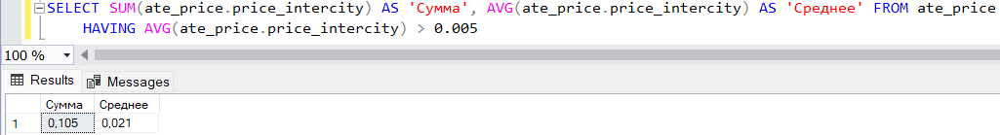 SELECT SUM(ate_price.price_intercity) AS 'Сумма', AVG(ate_price.price_intercity) AS 'Среднее' FROM ate_price
HAVING AVG(ate_price.price_intercity) > 0.005
100 %
Results Messages
Сумма Среднее
1 0,105 0,021